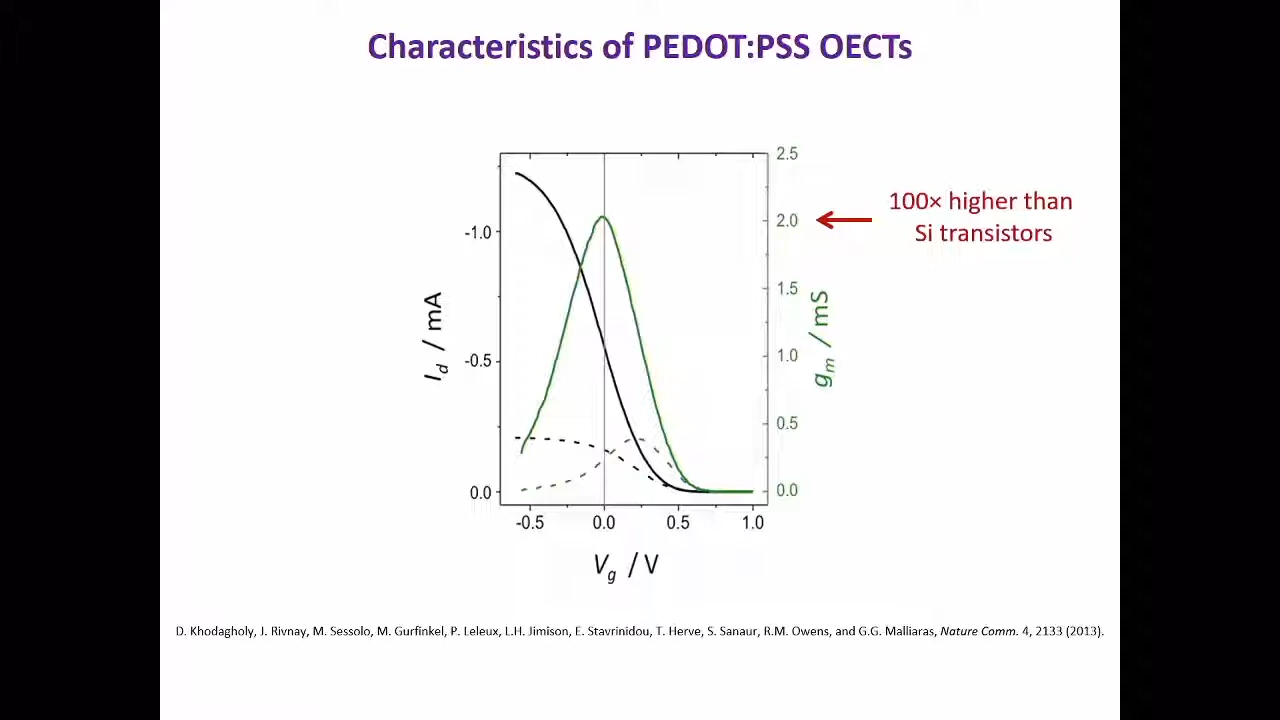 Characteristics of PEDOT:PSS OECTs
2.5
100× higher than
Si transistors
2.0
-1.0
1.5
I_d / mA
g_m / mS
1.0
-0.5
0.5
0.0
0.0
-0.5 0.0 0.5 1.0
V_g / V
D. Khodagholy, J. Rivnay, M. Sessolo, M. Gurfinkel, P. Leleux, L.H. Jimison, E. Stavrinidou, T. Herve, S. Sanaur, R.M. Owens, and G.G. Malliaras, Nature Comm. 4, 2133 (2013).